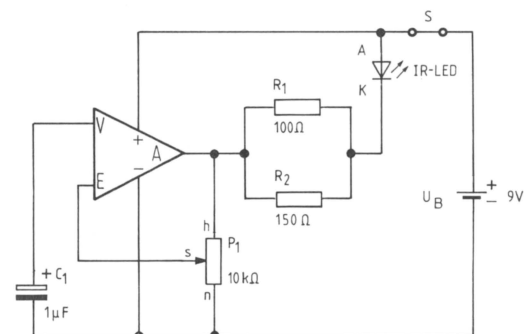 S
A
IR-LED
K
R1
100Ω
V
+
A
−
E
R2
150 Ω
UB
+
−
9V
h
P1
s
10kΩ
n
+ C1
1µF